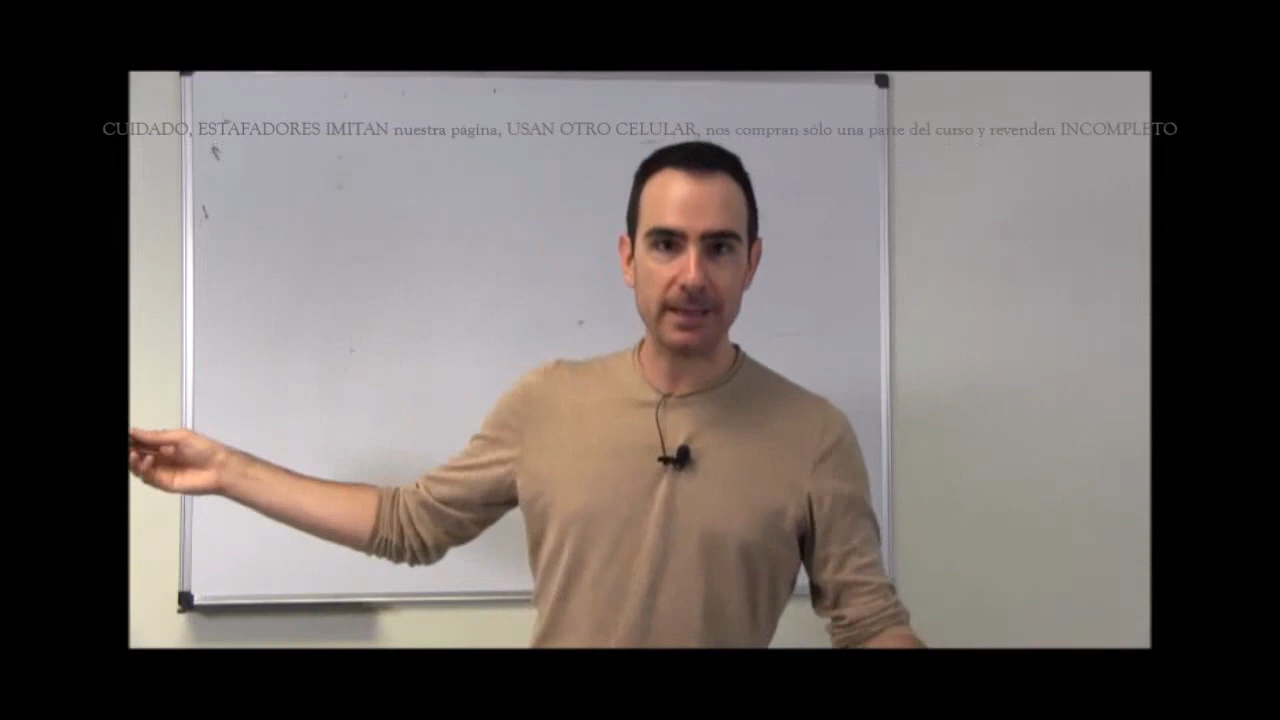 CUIDADO, ESTAFADORES IMITAN nuestra página, USAN OTRO CELULAR, nos compran sólo una parte del curso y revenden INCOMPLETO